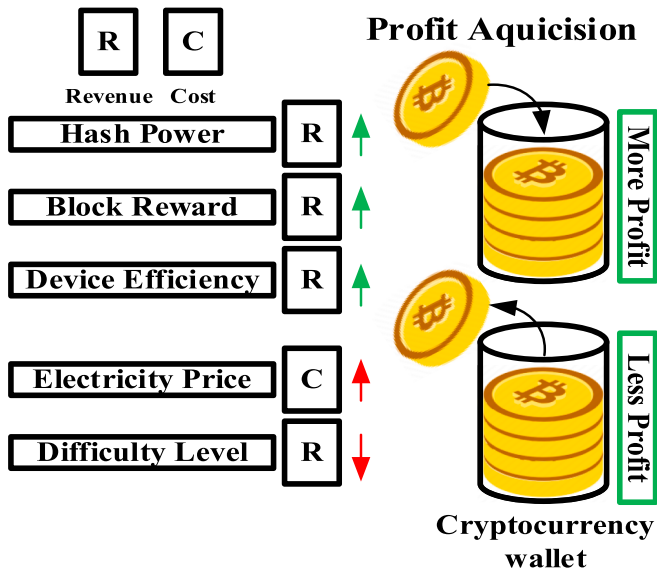 R C
Revenue Cost
Profit Aquicision
Hash Power R
Block Reward R
Device Efficiency R
Electricity Price C
Difficulty Level R
More Profit
Less Profit
Cryptocurrency
wallet